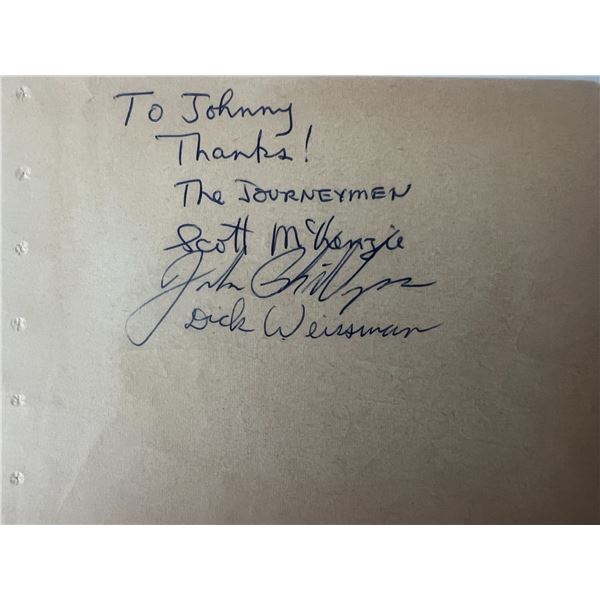 To Johnny
Thanks!
The JOURNEYMEN
Scott McKenzie
John Phillips
Dick Weissman